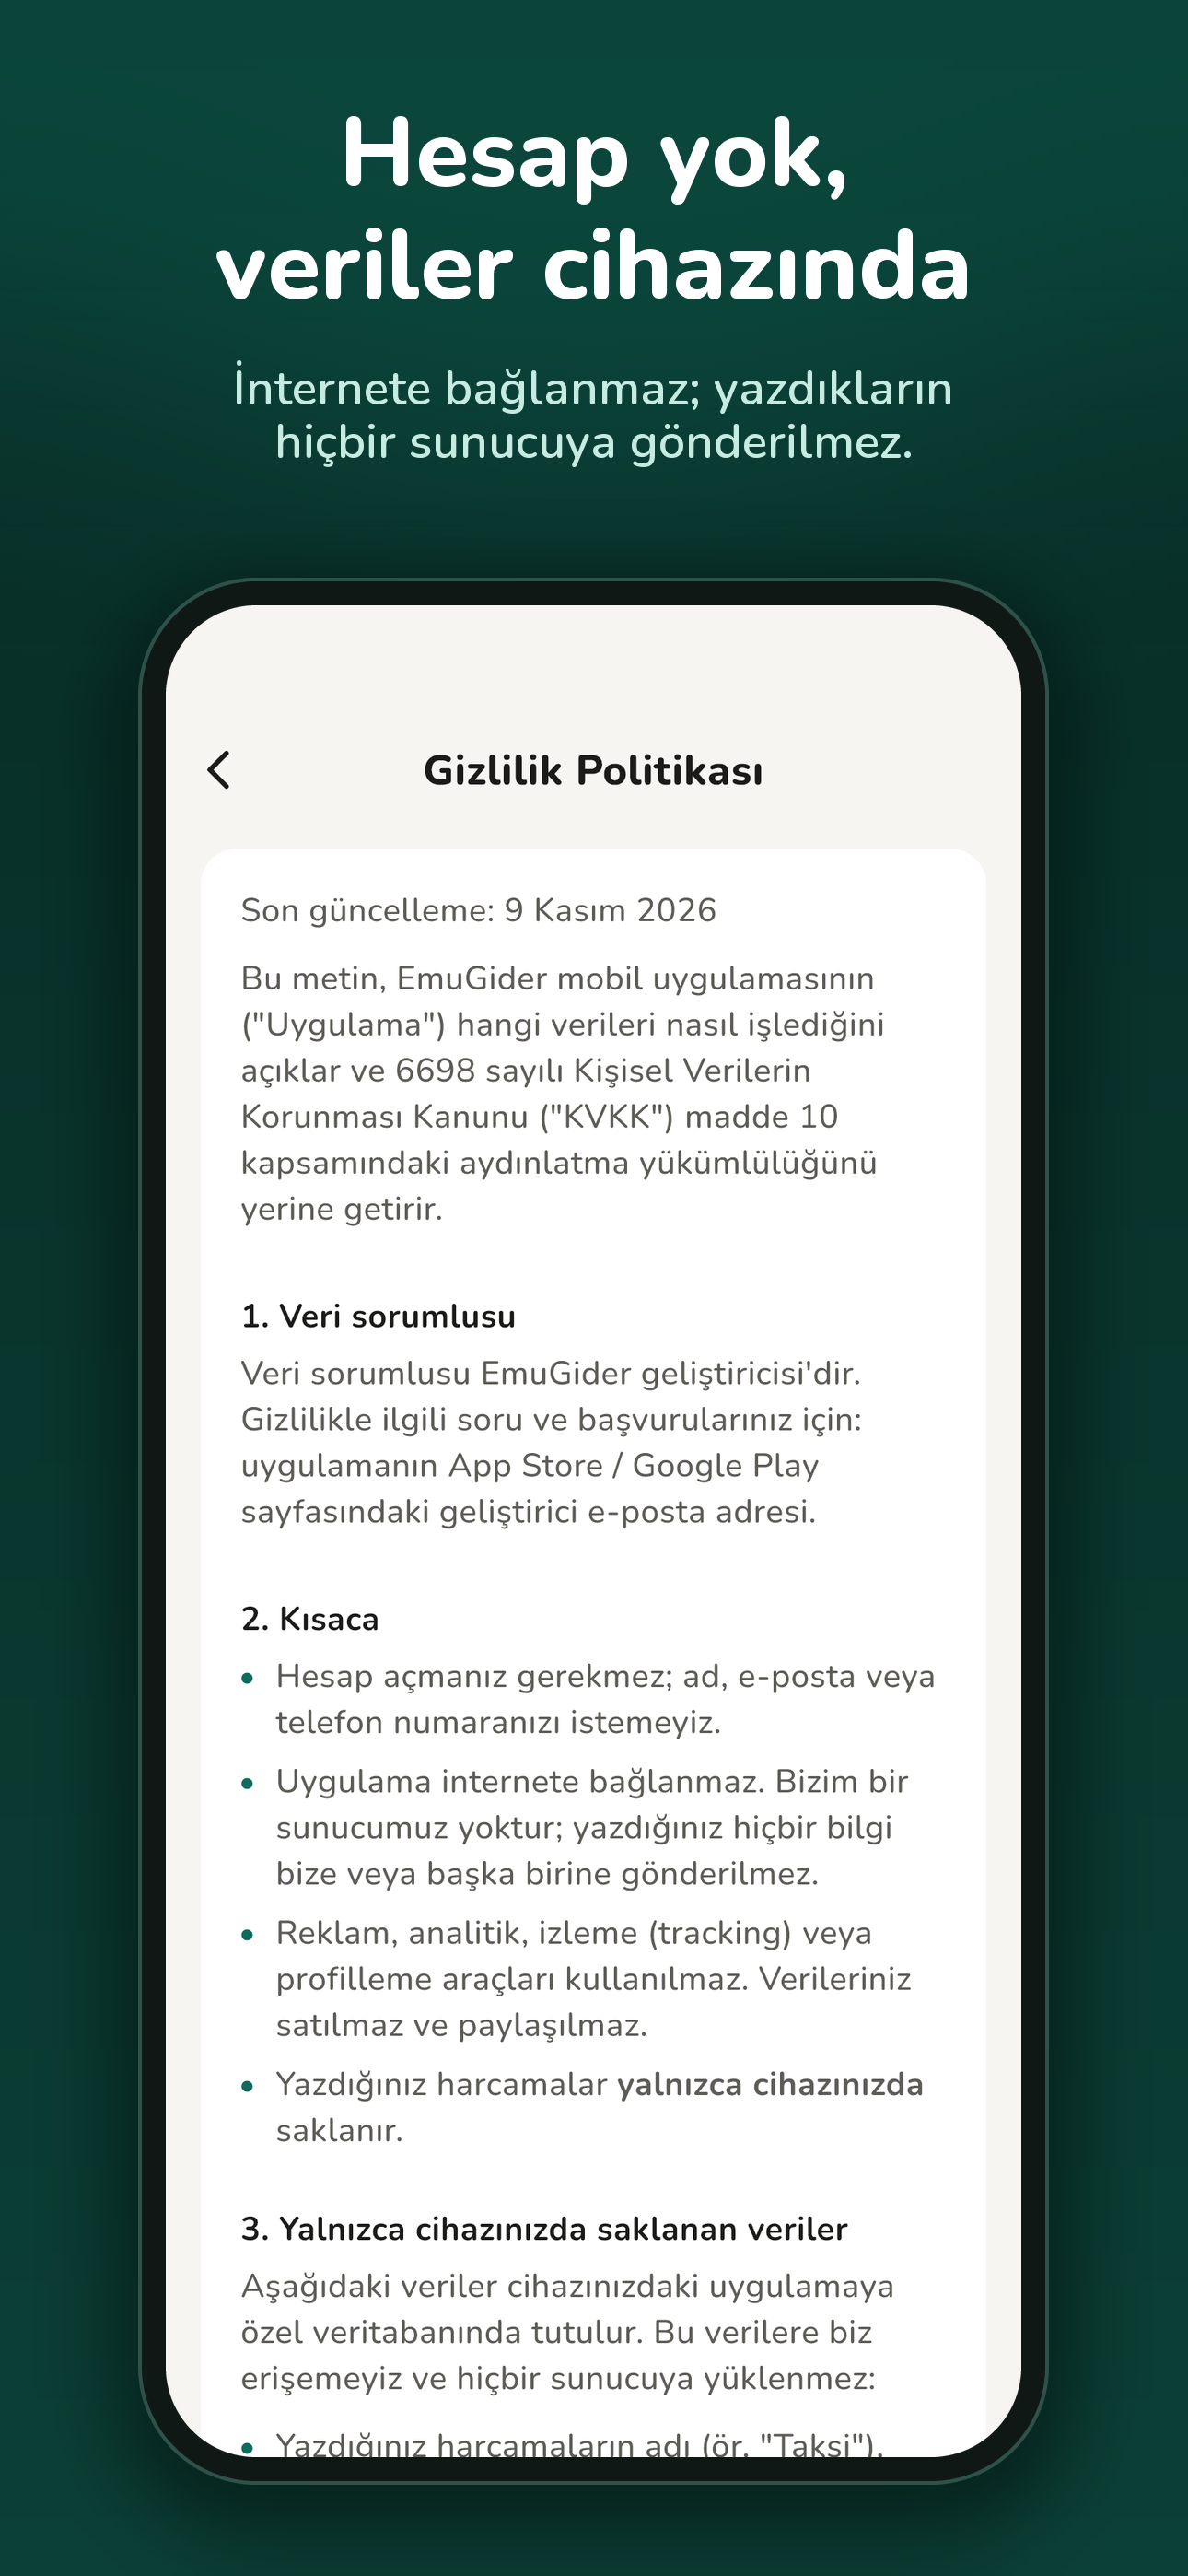 Hesap yok,
veriler cihazında
İnternete bağlanmaz; yazdıkların
hiçbir sunucuya gönderilmez.
Gizlilik Politikası
Son güncelleme: 9 Kasım 2026
Bu metin, EmuGider mobil uygulamasının
("Uygulama") hangi verileri nasıl işlediğini
açıklar ve 6698 sayılı Kişisel Verilerin
Korunması Kanunu ("KVKK") madde 10
kapsamındaki aydınlatma yükümlülüğünü
yerine getirir.
1. Veri sorumlusu
Veri sorumlusu EmuGider geliştiricisi'dir.
Gizlilikle ilgili soru ve başvurularınız için:
uygulamanın App Store / Google Play
sayfasındaki geliştirici e-posta adresi.
2. Kısaca
• Hesap açmanız gerekmez; ad, e-posta veya
telefon numaranızı istemeyiz.
• Uygulama internete bağlanmaz. Bizim bir
sunucumuz yoktur; yazdığınız hiçbir bilgi
bize veya başka birine gönderilmez.
• Reklam, analitik, izleme (tracking) veya
profilleme araçları kullanılmaz. Verileriniz
satılmaz ve paylaşılmaz.
• Yazdığınız harcamalar yalnızca cihazınızda
saklanır.
3. Yalnızca cihazınızda saklanan veriler
Aşağıdaki veriler cihazınızdaki uygulamaya
özel veritabanında tutulur. Bu verilere biz
erişemeyiz ve hiçbir sunucuya yüklenmez:
• Yazdığınız harcamaların adı (ör. "Taksi"),